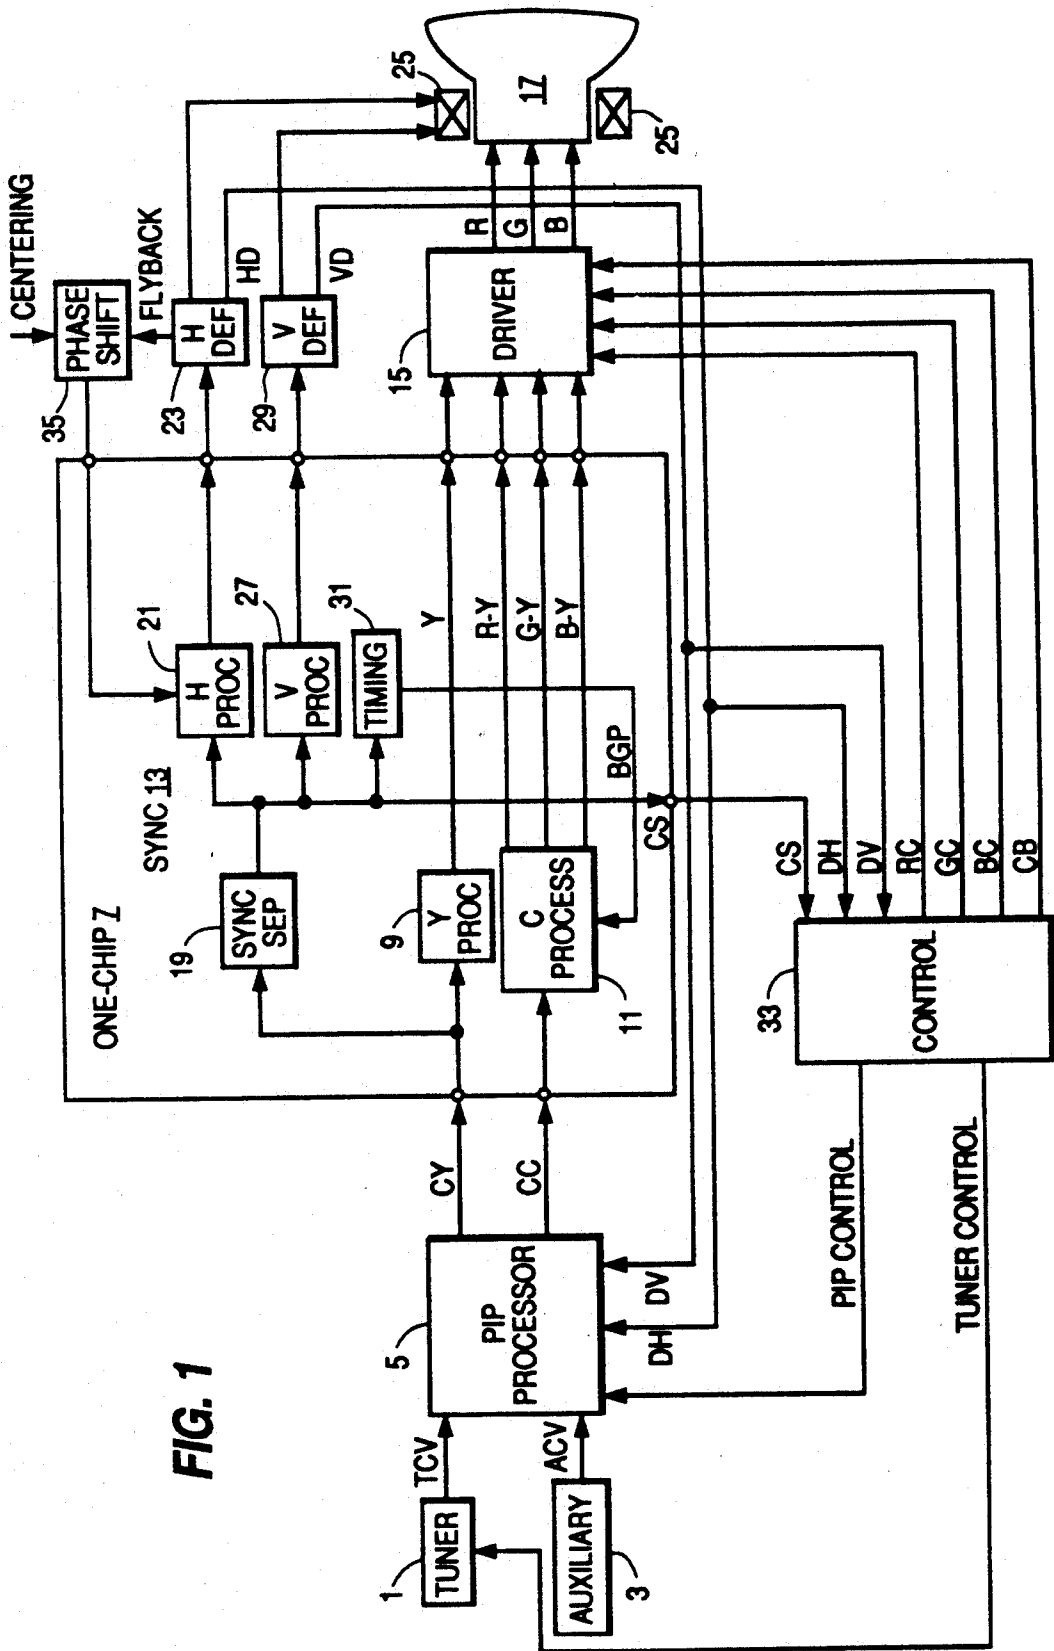 FIG. 1
ONE-CHIP 7
SYNC 13
CENTERING
PHASE
SHIFT
35
FLYBACK
H
DEF
23
HD
V
DEF
29
VD
25
25
17
H
PROC
21
V
PROC
27
TIMING
31
SYNC
SEP
19
Y
PROC
9
C
PROCESS
11
Y
R-Y
G-Y
B-Y
BGP
CS
DRIVER
15
R
G
B
TUNER
1
TCV
AUXILIARY
3
ACV
PIP
PROCESSOR
5
CY
CC
DH
DV
CONTROL
33
CS
DH
DV
RC
GC
BC
CB
PIP CONTROL
TUNER CONTROL